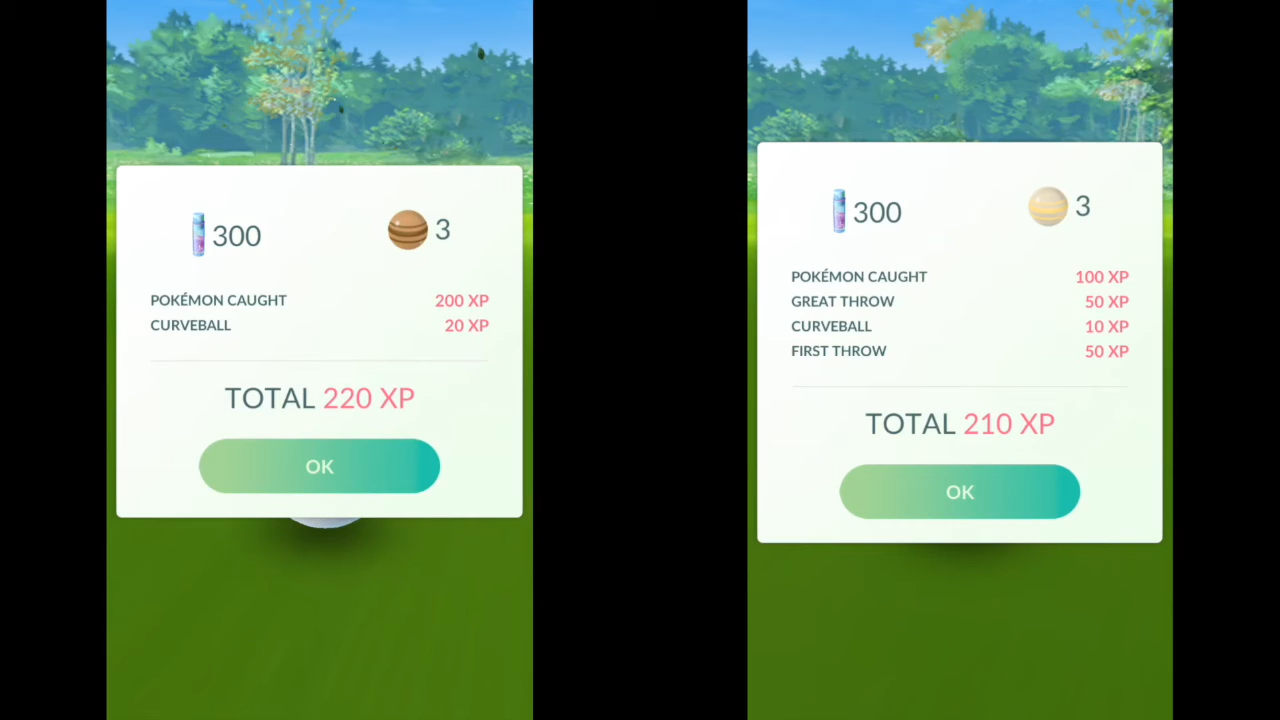 300 3
POKÉMON CAUGHT 200 XP
CURVEBALL 20 XP
TOTAL 220 XP
OK
300 3
POKÉMON CAUGHT 100 XP
GREAT THROW 50 XP
CURVEBALL 10 XP
FIRST THROW 50 XP
TOTAL 210 XP
OK